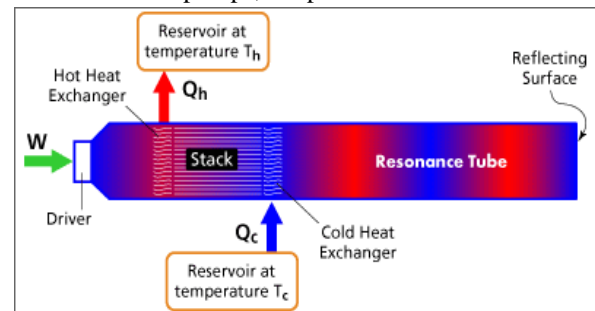 Reservoir at
temperature Th
Hot Heat
Exchanger
Qh
Reflecting
Surface
W
Stack
Resonance Tube
Driver
Qc
Cold Heat
Exchanger
Reservoir at
temperature Tc